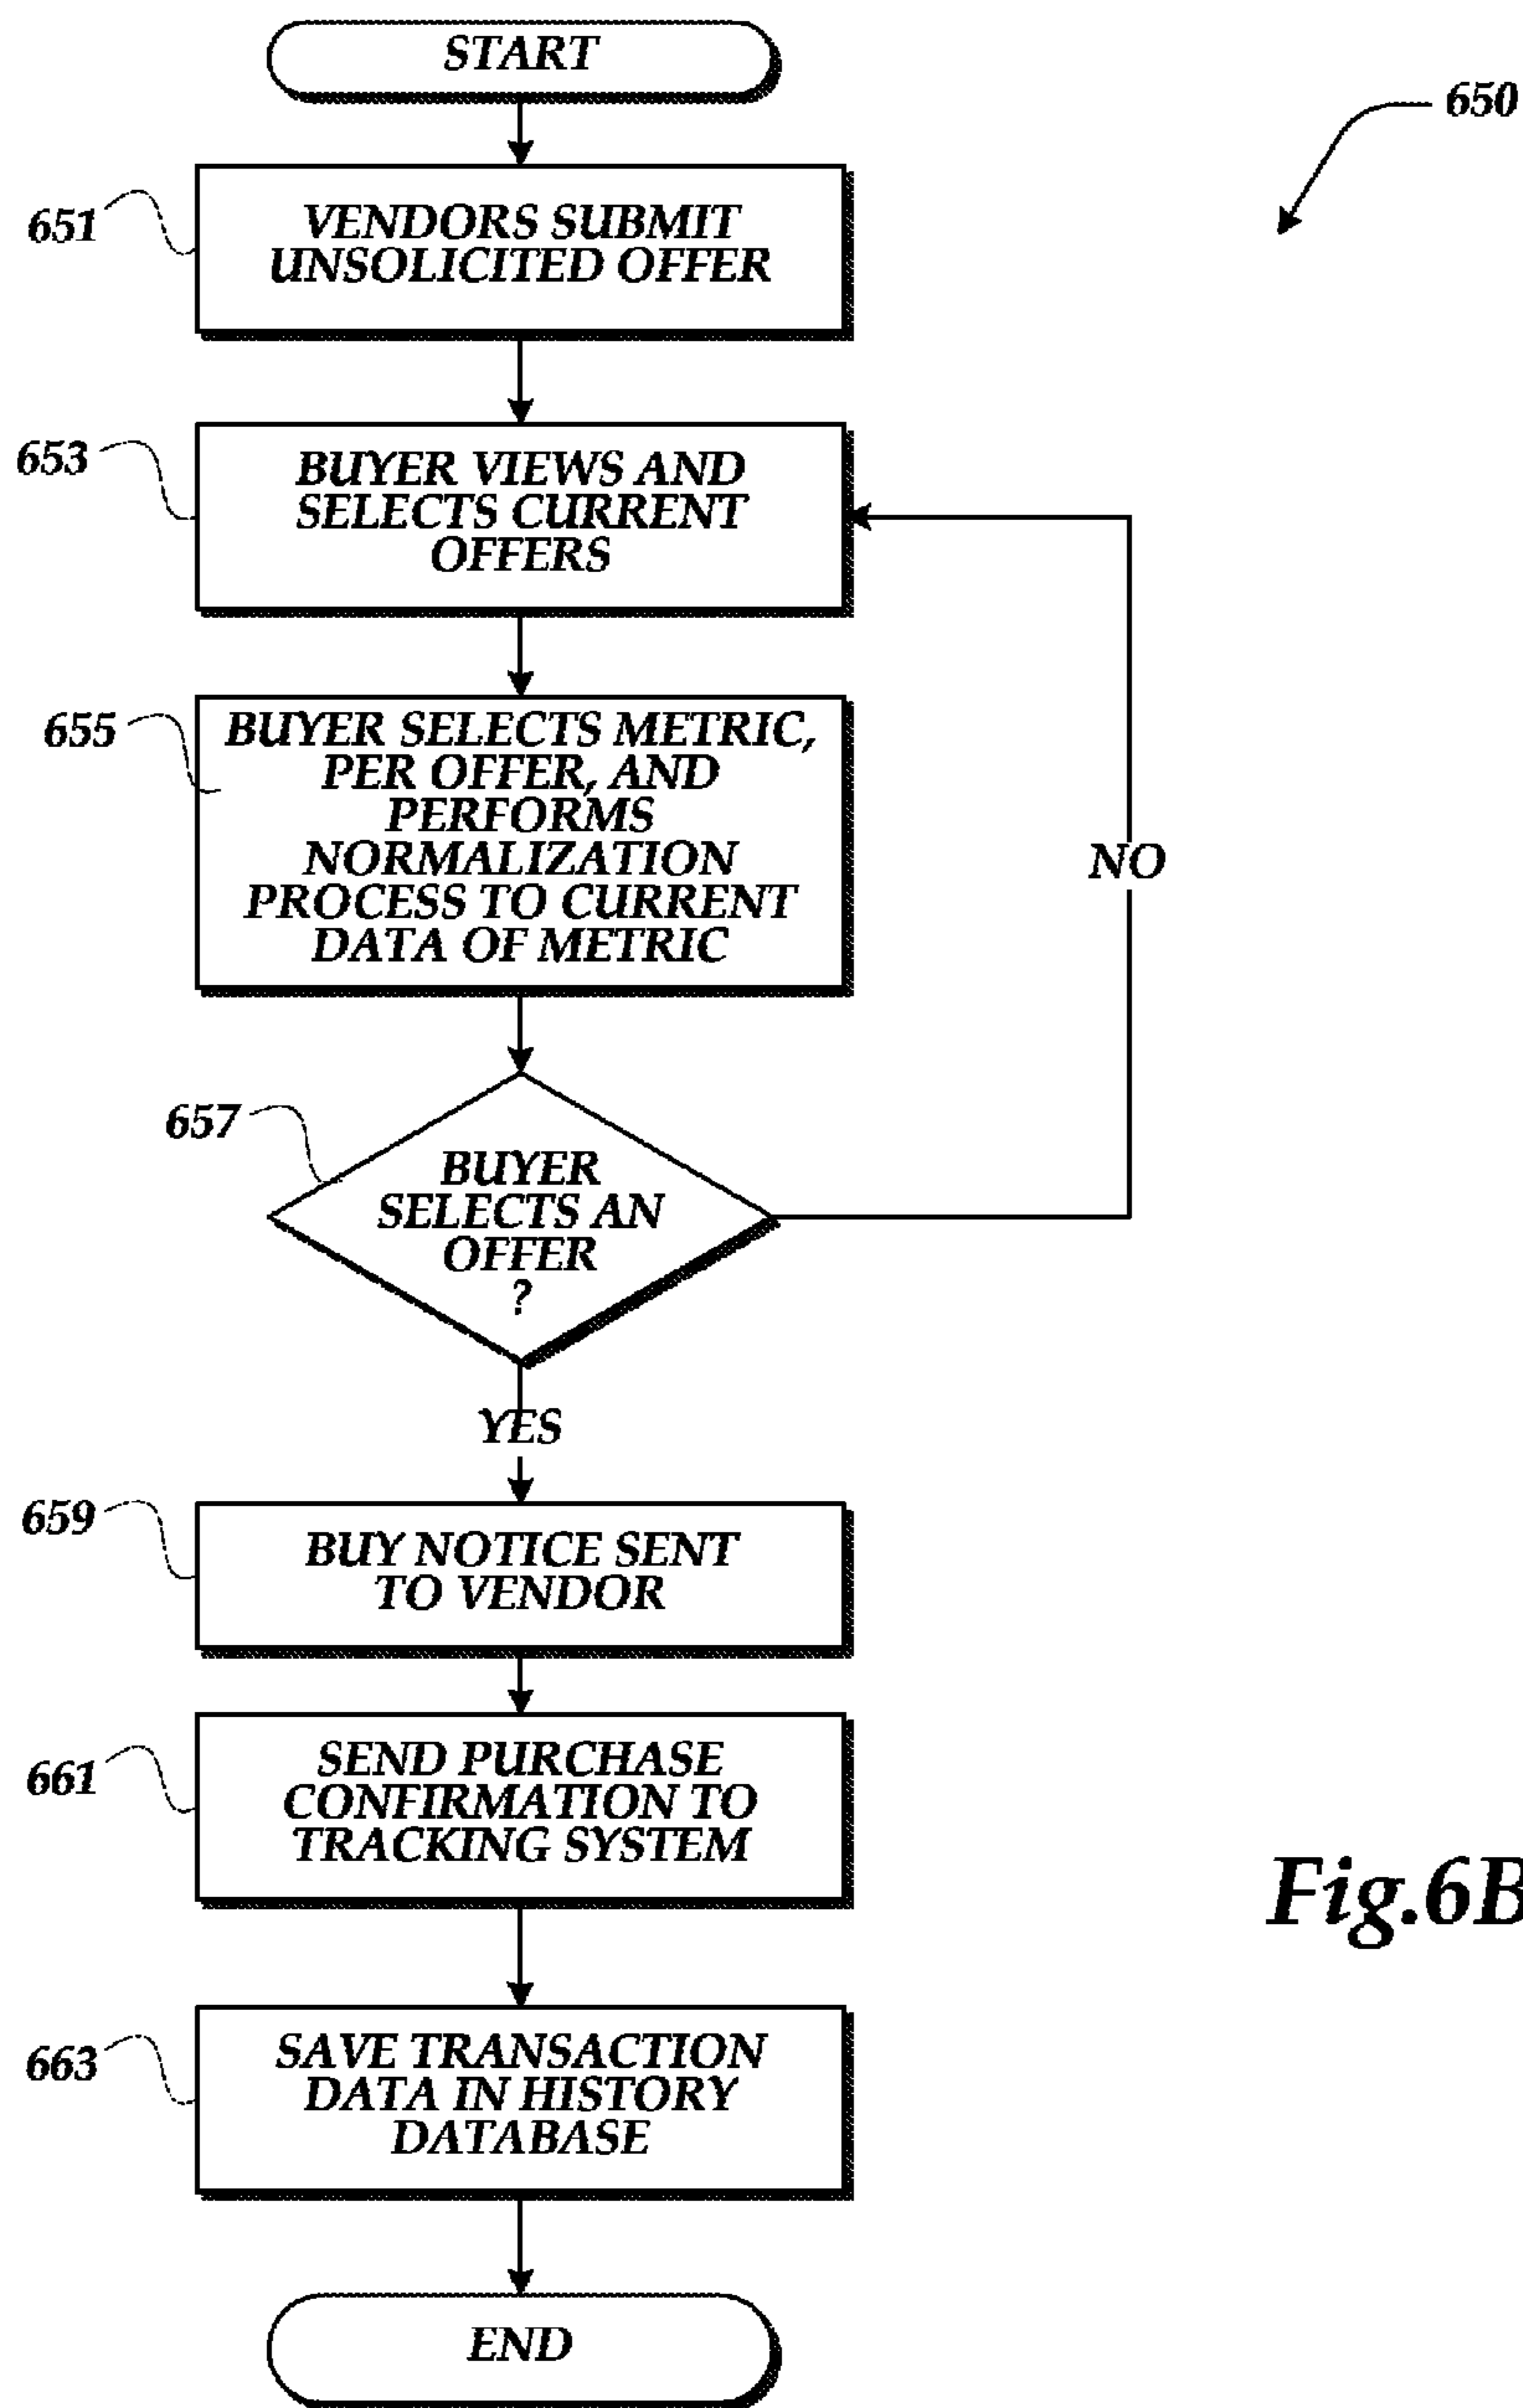 START
650
651
VENDORS SUBMIT
UNSOLICITED OFFER
653
BUYER VIEWS AND
SELECTS CURRENT
OFFERS
655
BUYER SELECTS METRIC,
PER OFFER, AND
PERFORMS
NORMALIZATION
PROCESS TO CURRENT
DATA OF METRIC
NO
657
BUYER
SELECTS AN
OFFER
?
YES
659
BUY NOTICE SENT
TO VENDOR
661
SEND PURCHASE
CONFIRMATION TO
TRACKING SYSTEM
Fig.6B
663
SAVE TRANSACTION
DATA IN HISTORY
DATABASE
END